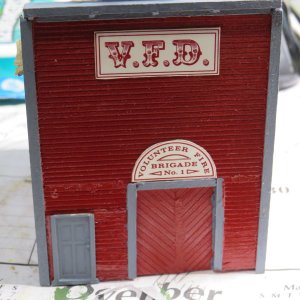 V.F.D.
VOLUNTEER FIRE
BRIGADE
No. 1